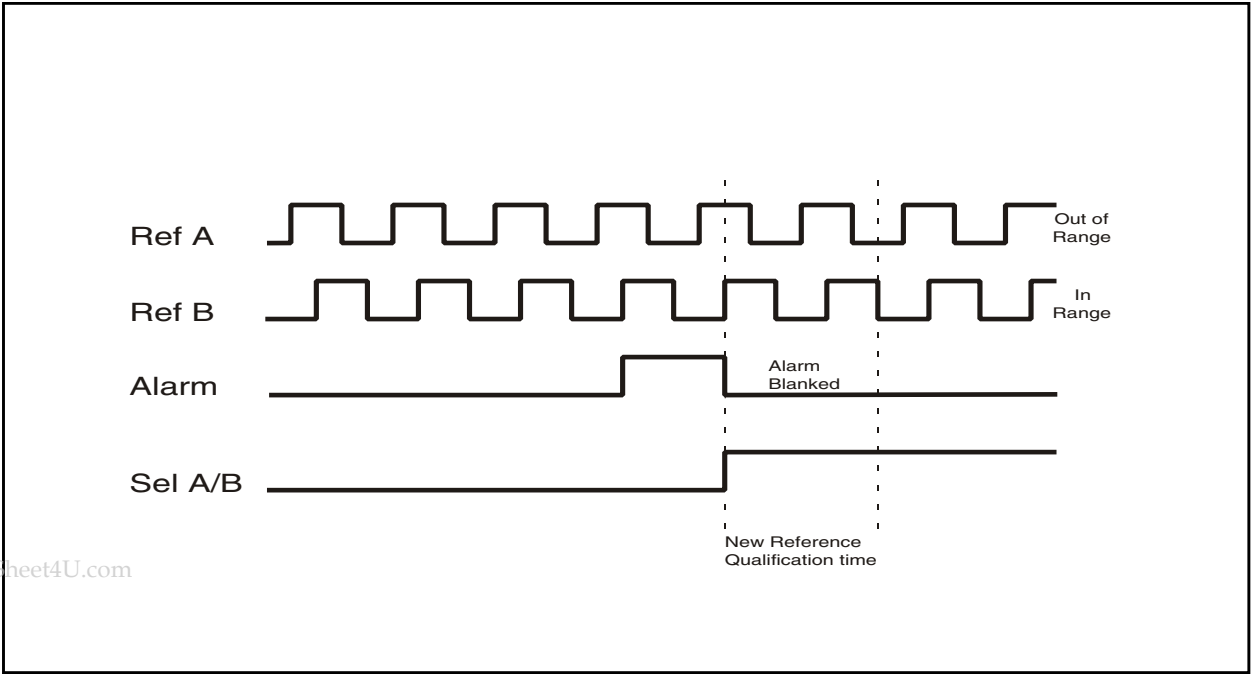 Ref A
Out of
Range
Ref B
In
Range
Alarm
Alarm
Blanked
Sel A/B
New Reference
Qualification time
heet4U.com